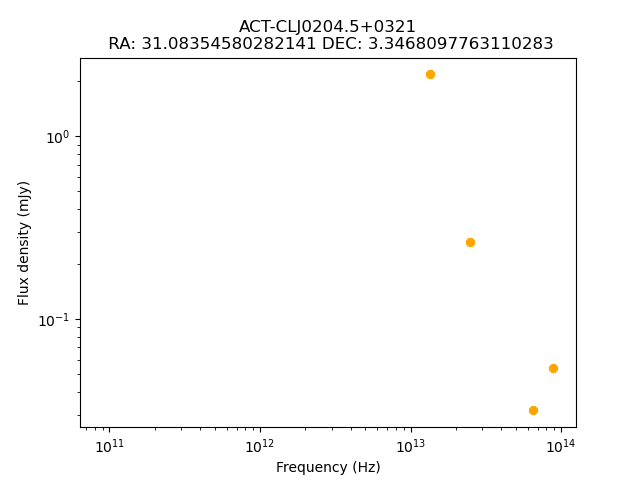 ACT-CLJ0204.5+0321
RA: 31.08354580282141 DEC: 3.3468097763110283
10⁰
10⁻¹
Flux density (mJy)
10¹¹ 10¹² 10¹³ 10¹⁴
Frequency (Hz)